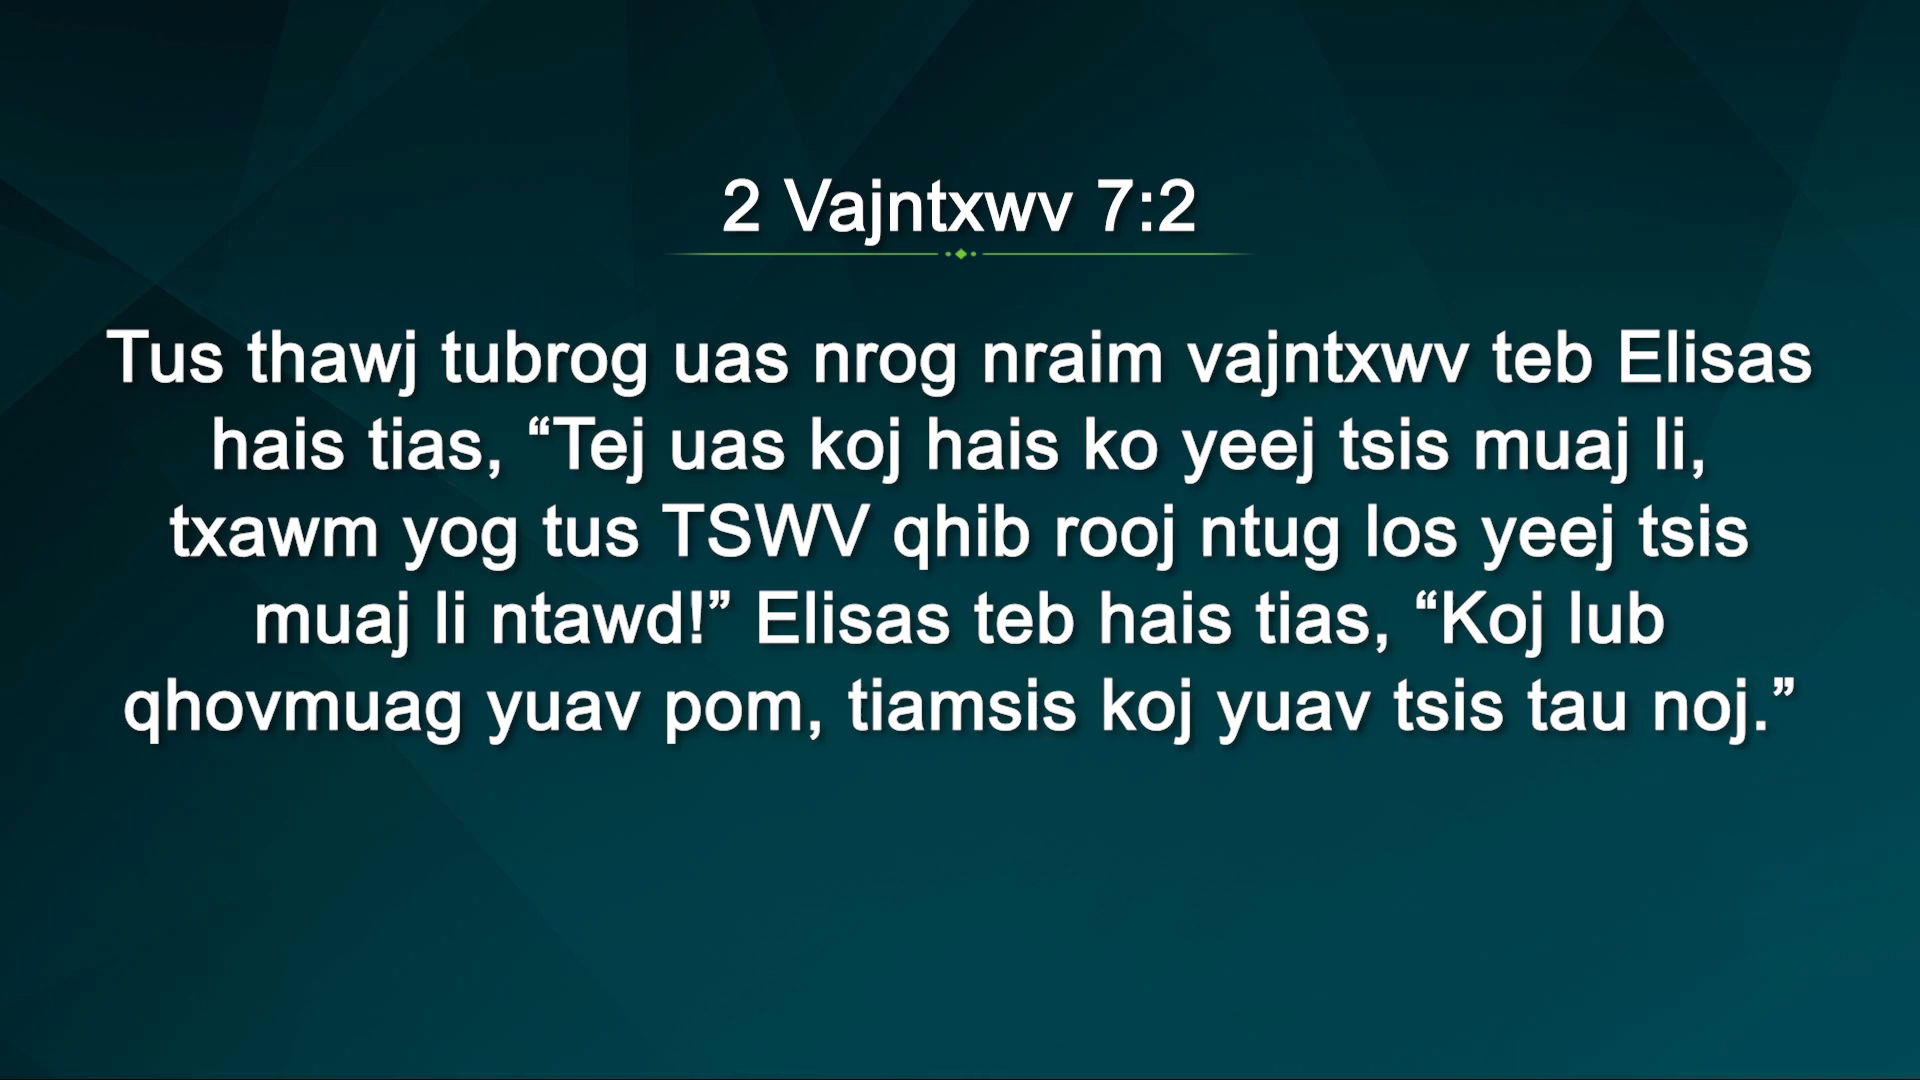 2 Vajntxwv 7:2
Tus thawj tubrog uas nrog nraim vajntxwv teb Elisas
hais tias, “Tej uas koj hais ko yeej tsis muaj li,
txawm yog tus TSWV qhib rooj ntug los yeej tsis
muaj li ntawd!” Elisas teb hais tias, “Koj lub
qhovmuag yuav pom, tiamsis koj yuav tsis tau noj.”